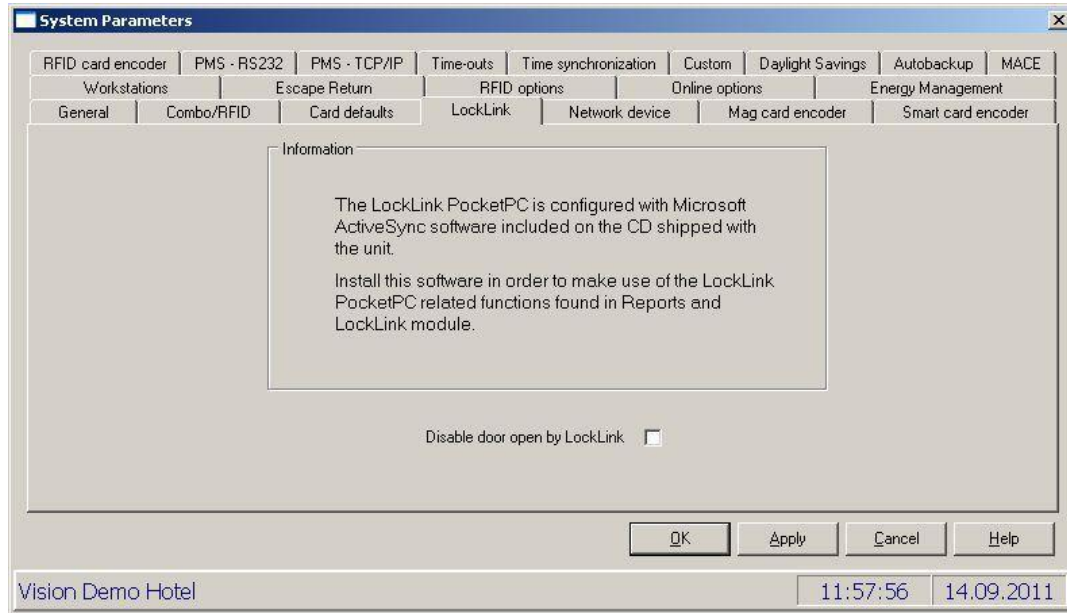 System Parameters
RFID card encoder PMS - RS232 PMS - TCP/IP Time-outs Time synchronization Custom Daylight Savings Autobackup MACE
Workstations Escape Return RFID options Online options Energy Management
General Combo/RFID Card defaults LockLink Network device Mag card encoder Smart card encoder
Information
The LockLink PocketPC is configured with Microsoft
ActiveSync software included on the CD shipped with
the unit.
Install this software in order to make use of the LockLink
PocketPC related functions found in Reports and
LockLink module.
Disable door open by LockLink
OK Apply Cancel Help
Vision Demo Hotel 11:57:56 14.09.2011